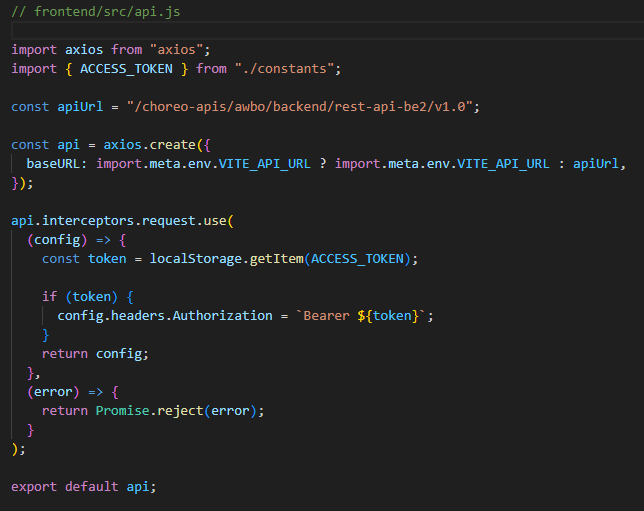 // frontend/src/api.js
import axios from "axios";
import { ACCESS_TOKEN } from "./constants";
const apiUrl = "/choreo-apis/awbo/backend/rest-api-be2/v1.0";
const api = axios.create({
  baseURL: import.meta.env.VITE_API_URL ? import.meta.env.VITE_API_URL : apiUrl,
});
api.interceptors.request.use(
  (config) => {
    const token = localStorage.getItem(ACCESS_TOKEN);
    if (token) {
      config.headers.Authorization = `Bearer ${token}`;
    }
    return config;
  },
  (error) => {
    return Promise.reject(error);
  }
);
export default api;